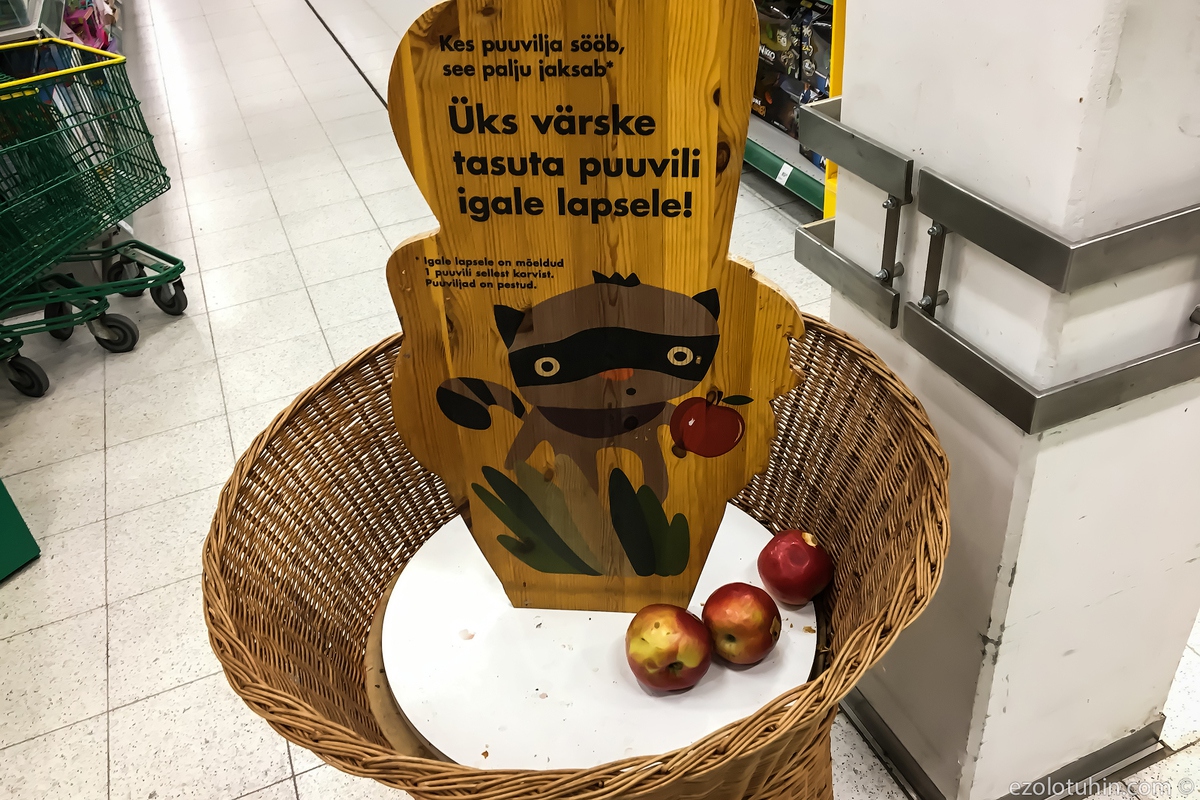 Kes puuvilja sööb,
see palju jaksab*
Üks värske
tasuta puuvili
igale lapsele!
* Igale lapsele on mõeldud
1 puuvili sellest korvist.
Puuviljad on pestud.
ezolotuhin.com ©